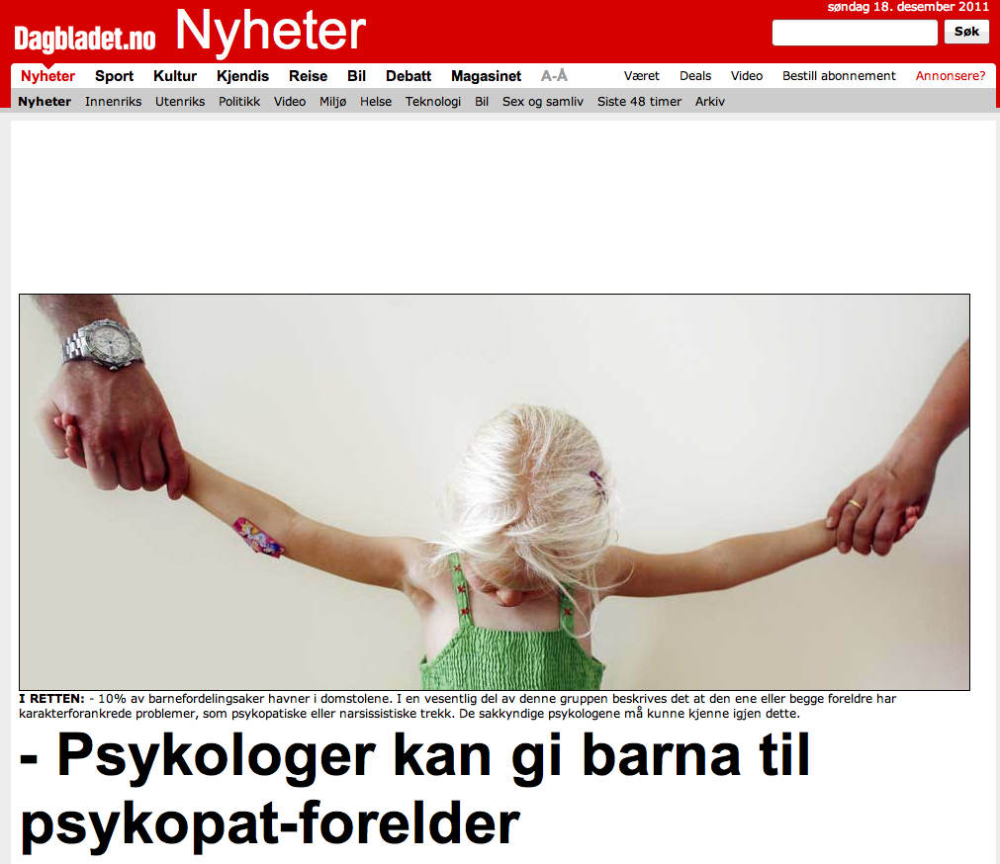 søndag 18. desember 2011
Dagbladet.no Nyheter
Søk
Nyheter Sport Kultur Kjendis Reise Bil Debatt Magasinet A-Å Været Deals Video Bestill abonnement Annonsere?
Nyheter Innenriks Utenriks Politikk Video Miljø Helse Teknologi Bil Sex og samliv Siste 48 timer Arkiv
I RETTEN: - 10% av barnefordelingsaker havner i domstolene. I en vesentlig del av denne gruppen beskrives det at den ene eller begge foreldre har
karakterforankrede problemer, som psykopatiske eller narsissistiske trekk. De sakkyndige psykologene må kunne kjenne igjen dette.
- Psykologer kan gi barna til
psykopat-forelder